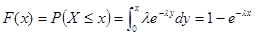 F(x) = P(X ≤ x) = ∫₀ˣ λe^(−λy) dy = 1 − e^(−λx)